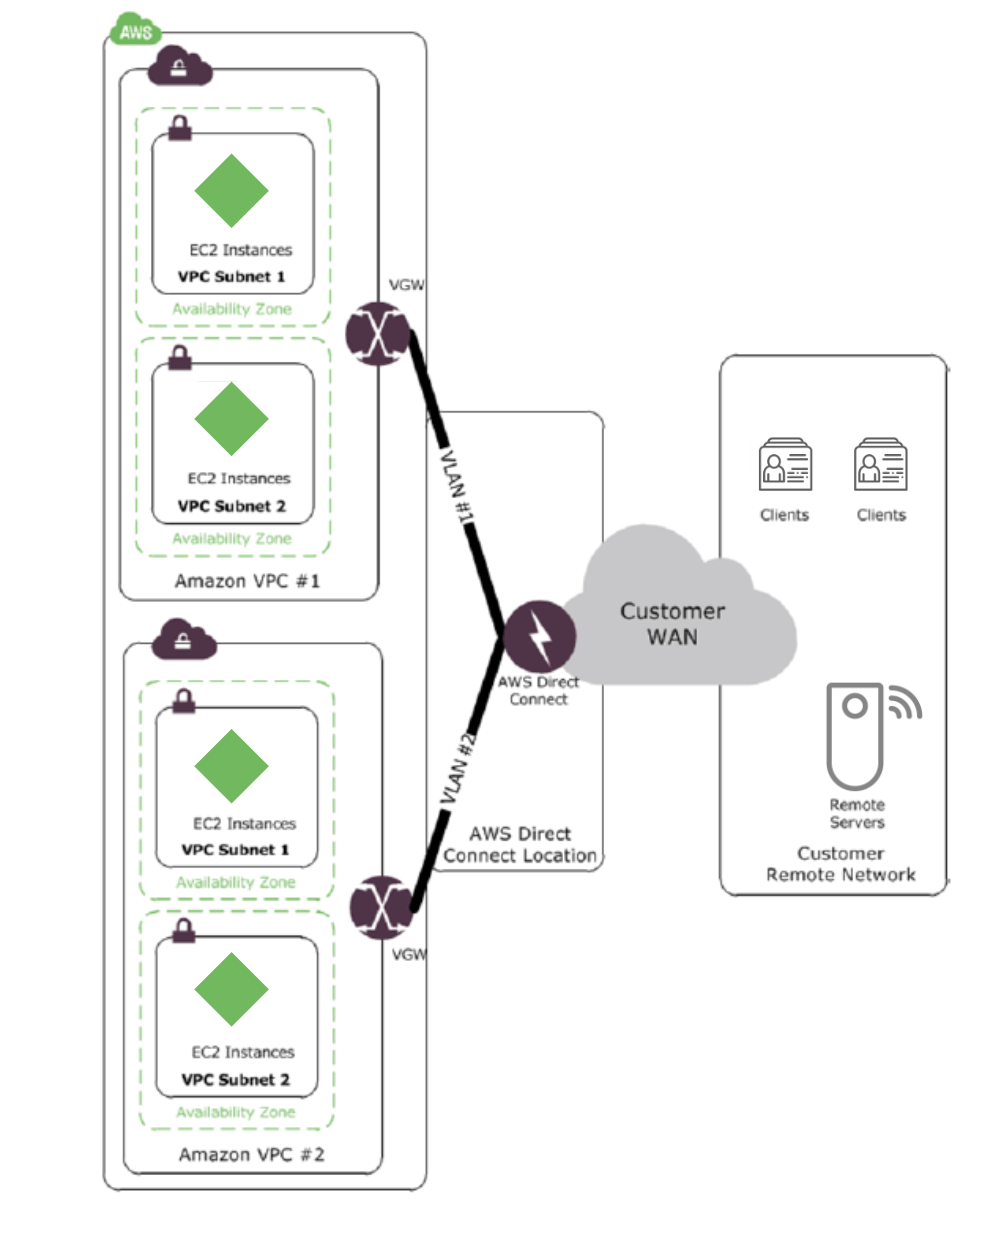 AWS
EC2 Instances
VPC Subnet 1
Availability Zone
VGW
EC2 Instances
VPC Subnet 2
Availability Zone
Amazon VPC #1
VLAN #1
Clients
Clients
Customer
WAN
AWS Direct
Connect
VLAN #2
AWS Direct
Connect Location
Remote
Servers
Customer
Remote Network
EC2 Instances
VPC Subnet 1
Availability Zone
VGW
EC2 Instances
VPC Subnet 2
Availability Zone
Amazon VPC #2